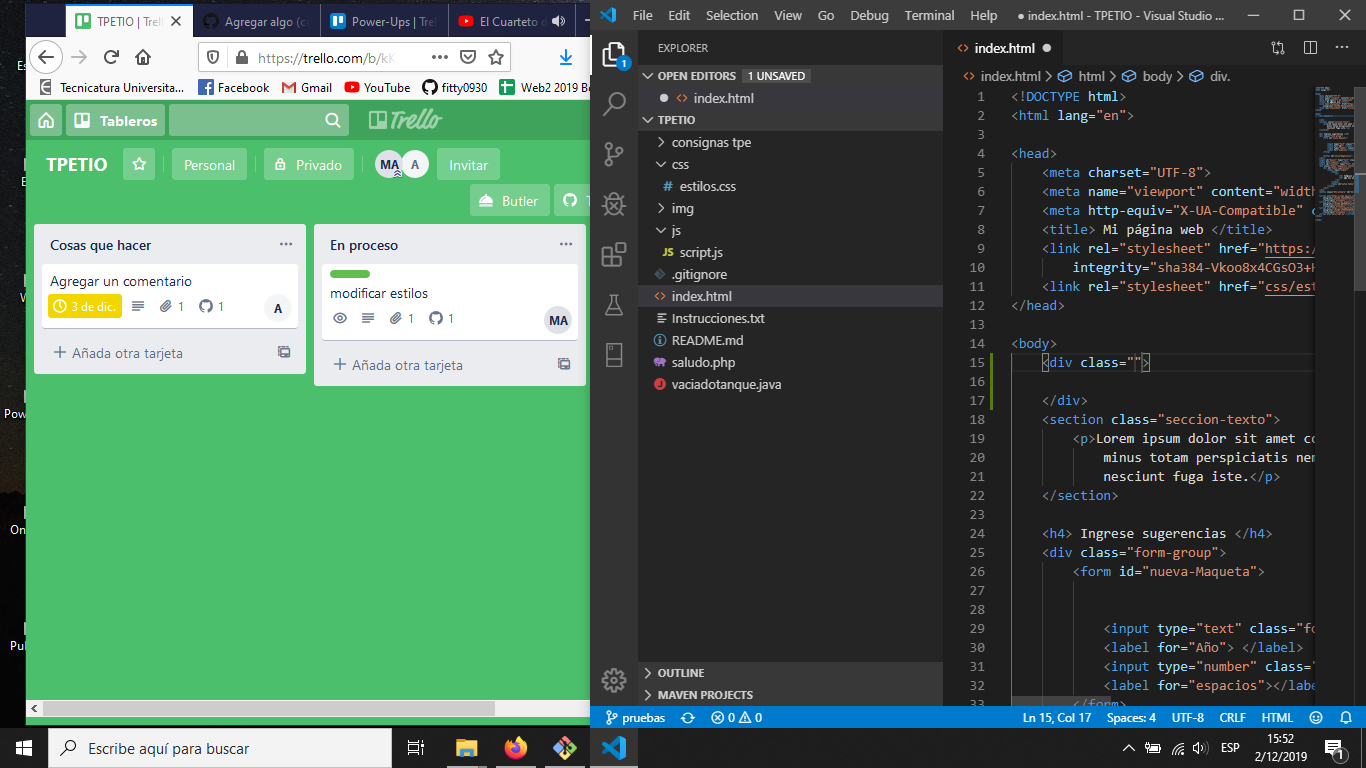 TPETIO | Trell
Agregar algo (c
Power-Ups | Trel
El Cuarteto d
https://trello.com/b/kK
Tecnicatura Universita...
Facebook
Gmail
YouTube
fitty0930
Web2 2019 Bo
Tableros
Trello
TPETIO
Personal
Privado
MA
A
Invitar
Butler
Cosas que hacer
Agregar un comentario
3 de dic.
1
1
A
Añada otra tarjeta
En proceso
modificar estilos
1
1
MA
Añada otra tarjeta
File Edit Selection View Go Debug Terminal Help
● index.html - TPETIO - Visual Studio ...
1
EXPLORER
OPEN EDITORS 1 UNSAVED
index.html
TPETIO
consignas tpe
css
# estilos.css
img
js
JS script.js
.gitignore
index.html
Instrucciones.txt
README.md
saludo.php
vaciadotanque.java
OUTLINE
MAVEN PROJECTS
index.html
index.html > html > body > div.
1 <!DOCTYPE html>
2 <html lang="en">
3
4 <head>
5 <meta charset="UTF-8">
6 <meta name="viewport" content="width
7 <meta http-equiv="X-UA-Compatible" c
8 <title> Mi página web </title>
9 <link rel="stylesheet" href="https:/
10 integrity="sha384-Vkoo8x4CGsO3+H
11 <link rel="stylesheet" href="css/est
12 </head>
13
14 <body>
15 <div class="">
16
17 </div>
18 <section class="seccion-texto">
19 <p>Lorem ipsum dolor sit amet co
20 minus totam perspiciatis nem
21 nesciunt fuga iste.</p>
22 </section>
23
24 <h4> Ingrese sugerencias </h4>
25 <div class="form-group">
26 <form id="nueva-Maqueta">
27
28
29 <input type="text" class="fo
30 <label for="Año"> </label>
31 <input type="number" class="
32 <label for="espacios"></labe
33 </form>
pruebas
0 0
Ln 15, Col 17
Spaces: 4
UTF-8
CRLF
HTML
Escribe aquí para buscar
ESP
15:52
2/12/2019
1